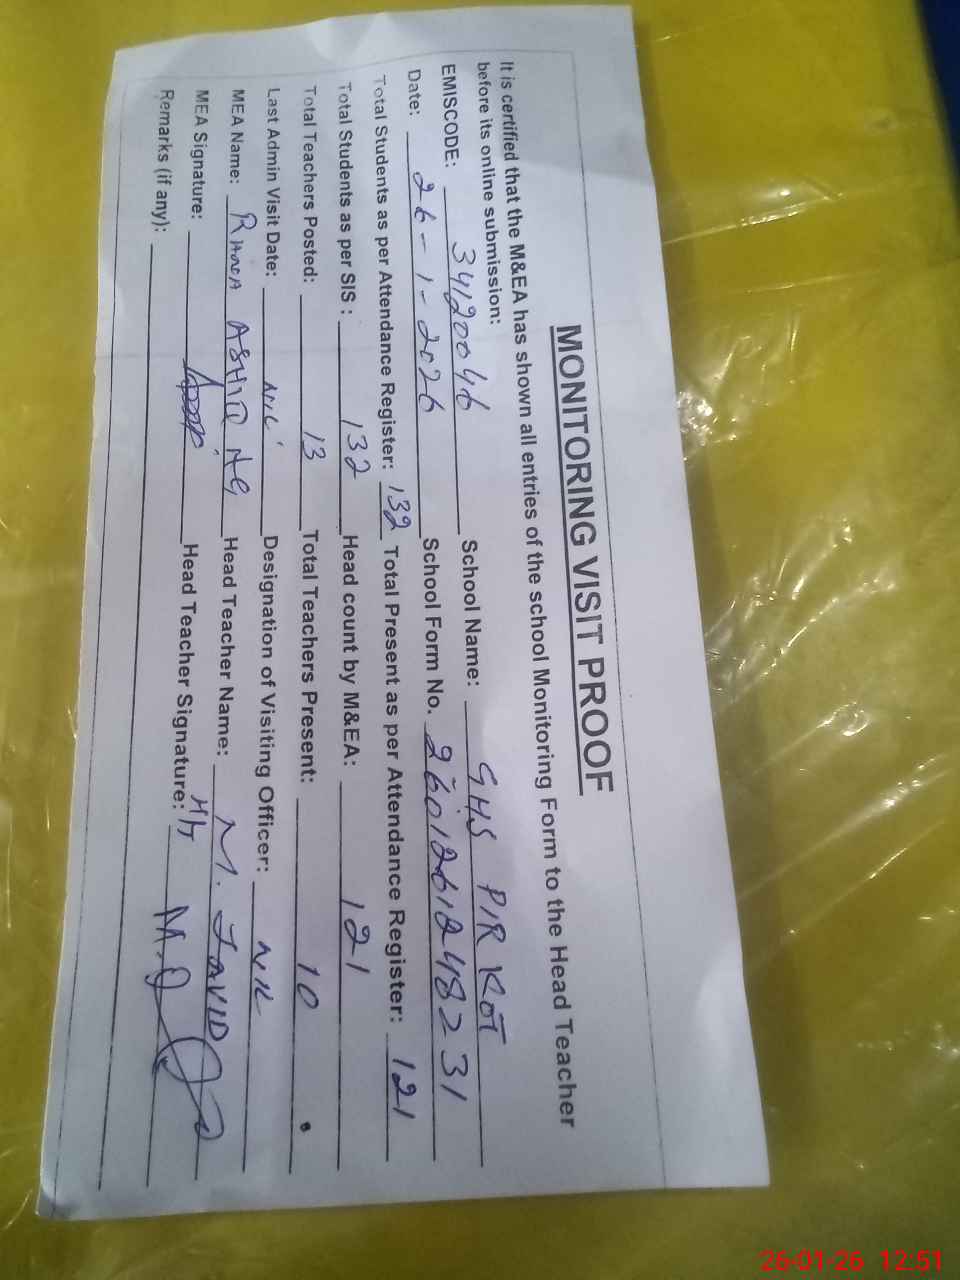 MONITORING VISIT PROOF
It is certified that the M&EA has shown all entries of the school Monitoring Form to the Head Teacher
before its online submission:
EMISCODE: 34120046 School Name: GHS PIR KOT
Date: 26-1-2026 School Form No. 2601261248231
Total Students as per Attendance Register: 132 Total Present as per Attendance Register: 121
Total Students as per SIS : 132 Head count by M&EA: 121
Total Teachers Posted: 13 Total Teachers Present: 10
Last Admin Visit Date: NIL Designation of Visiting Officer: NIL
MEA Name: ASHIQ Head Teacher Name: M. JAVID
MEA Signature: Head Teacher Signature:
Remarks (if any):
26-01-26 12:51